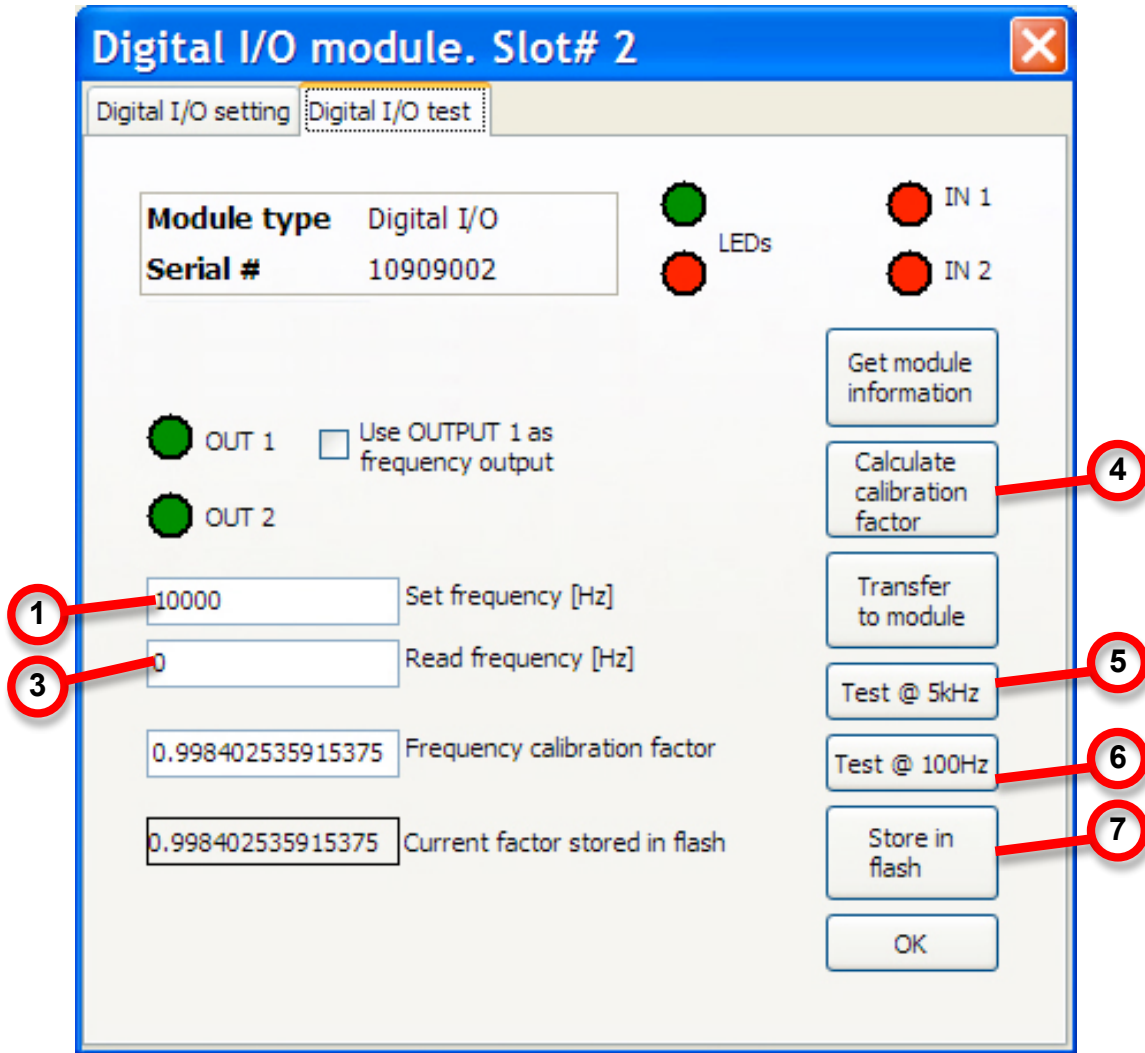 Digital I/O module. Slot# 2
Digital I/O setting
Digital I/O test
Module type Digital I/O
Serial # 10909002
LEDs
IN 1
IN 2
Get module
information
OUT 1
Use OUTPUT 1 as
frequency output
OUT 2
Calculate
calibration
factor
4
1
10000
Set frequency [Hz]
Transfer
to module
3
0
Read frequency [Hz]
Test @ 5kHz
5
0.998402535915375
Frequency calibration factor
Test @ 100Hz
6
0.998402535915375
Current factor stored in flash
Store in
flash
7
OK